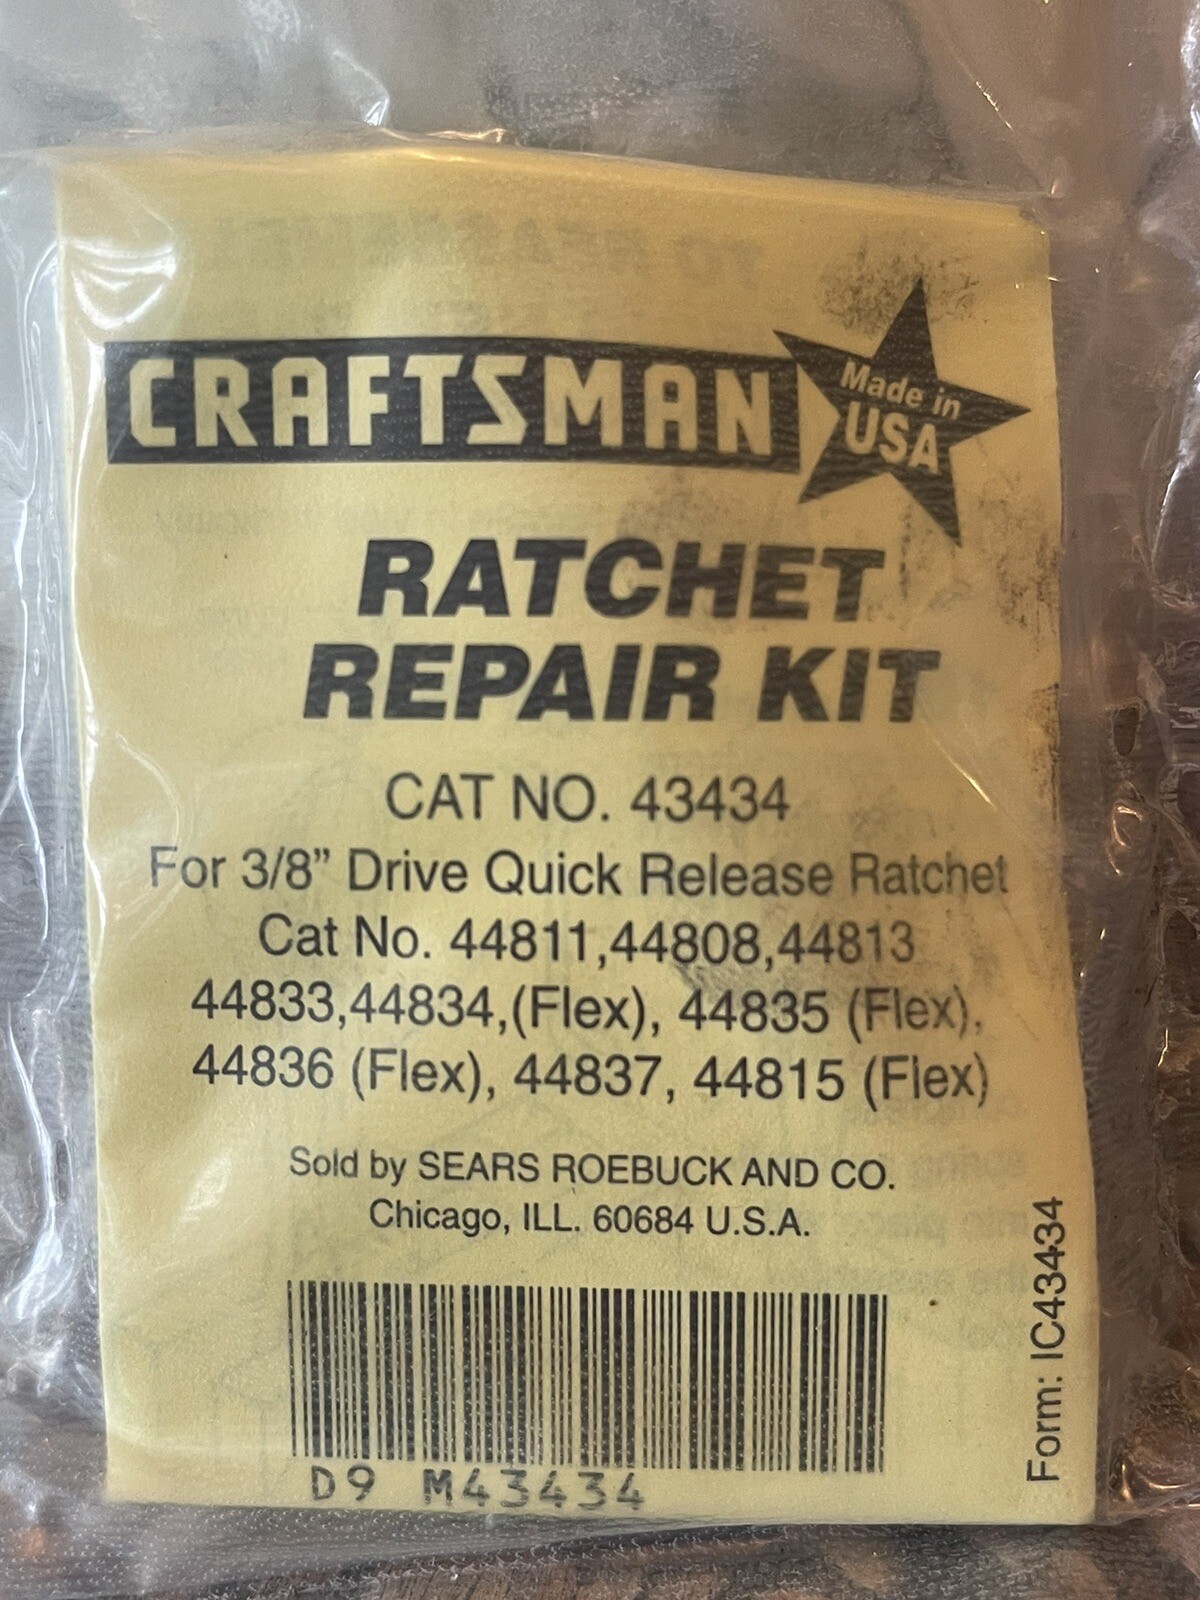 CRAFTSMAN
Made in
USA
RATCHET
REPAIR KIT
CAT NO. 43434
For 3/8” Drive Quick Release Ratchet
Cat No. 44811,44808,44813
44833,44834,(Flex), 44835 (Flex),
44836 (Flex), 44837, 44815 (Flex)
Sold by SEARS ROEBUCK AND CO.
Chicago, ILL. 60684 U.S.A.
D9 M43434
Form: IC43434